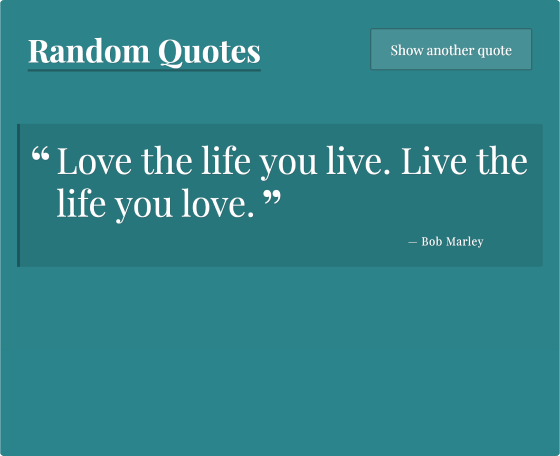 Random Quotes
Show another quote
“ Love the life you live. Live the
life you love. ”
— Bob Marley